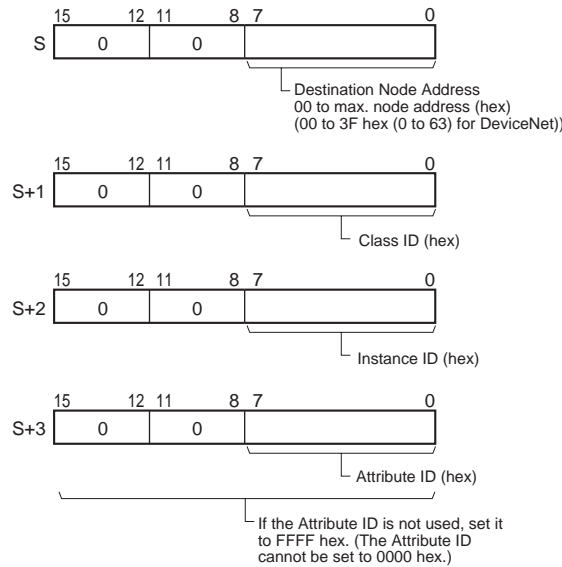 15 12 11 8 7 0
S 0 0
Destination Node Address
00 to max. node address (hex)
(00 to 3F hex (0 to 63) for DeviceNet))
15 12 11 8 7 0
S+1 0 0
Class ID (hex)
15 12 11 8 7 0
S+2 0 0
Instance ID (hex)
15 12 11 8 7 0
S+3 0 0
Attribute ID (hex)
If the Attribute ID is not used, set it
to FFFF hex. (The Attribute ID
cannot be set to 0000 hex.)